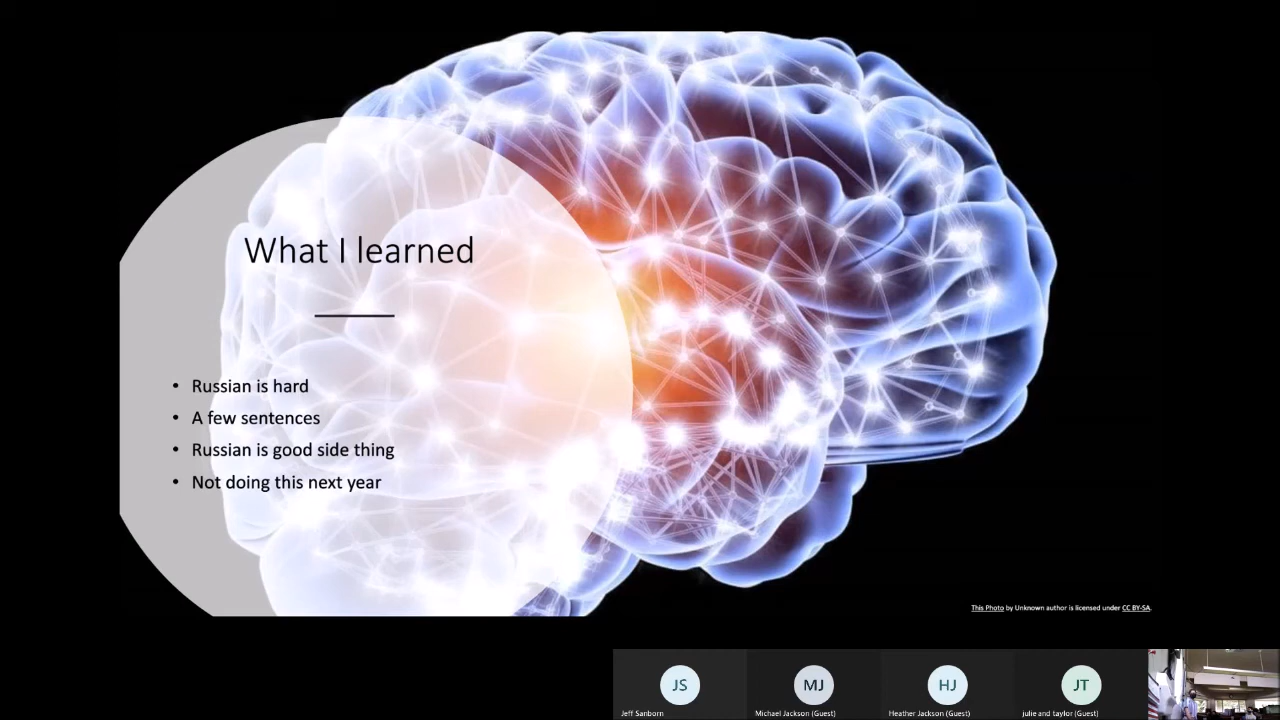 What I learned
• Russian is hard
• A few sentences
• Russian is good side thing
• Not doing this next year
This Photo by Unknown author is licensed under CC BY-SA.
JS
MJ
HJ
JT
Jeff Sanborn
Michael Jackson (Guest)
Heather Jackson (Guest)
julie and taylor (Guest)